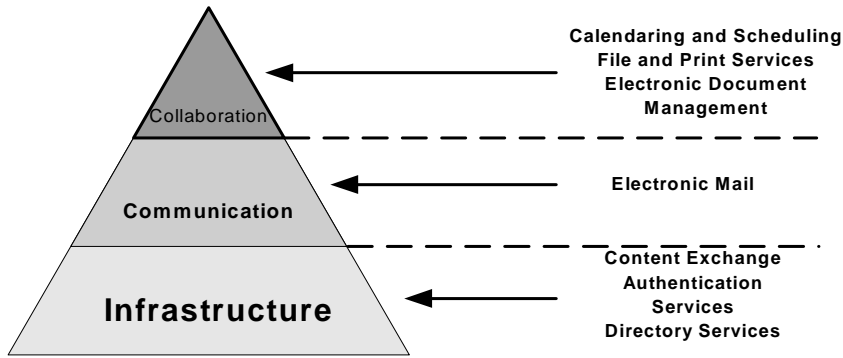 Calendaring and Scheduling
File and Print Services
Electronic Document
Management
Collaboration
Electronic Mail
Communication
Content Exchange
Authentication
Services
Directory Services
Infrastructure